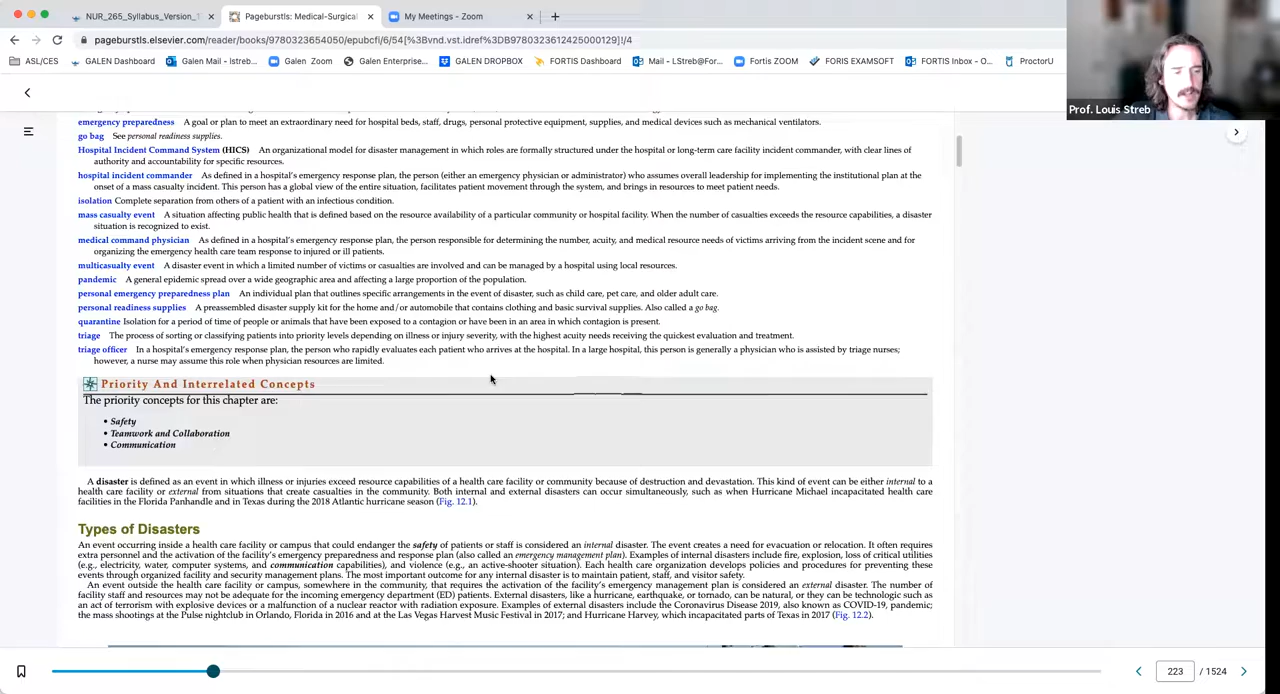 NUR_265_Syllabus_Version_
Pageburstls: Medical-Surgical
My Meetings - Zoom
pageburstls.elsevier.com/reader/books/9780323654050/epubcfi/6/54[%3Bvnd.vst.idref%3DB9780323612425000129]!/4
ASL/CES
GALEN Dashboard
Galen Mail - lstreb...
Galen Zoom
Galen Enterprise...
GALEN DROPBOX
FORTIS Dashboard
Mail - LStreb@For...
Fortis ZOOM
FORIS EXAMSOFT
FORTIS Inbox - O...
ProctorU
Prof. Louis Streb
emergency preparedness A goal or plan to meet an extraordinary need for hospital beds, staff, drugs, personal protective equipment, supplies, and medical devices such as mechanical ventilators.
go bag See personal readiness supplies.
Hospital Incident Command System (HICS) An organizational model for disaster management in which roles are formally structured under the hospital or long-term care facility incident commander, with clear lines of
authority and accountability for specific resources.
hospital incident commander As defined in a hospital's emergency response plan, the person (either an emergency physician or administrator) who assumes overall leadership for implementing the institutional plan at the
onset of a mass casualty incident. This person has a global view of the entire situation, facilitates patient movement through the system, and brings in resources to meet patient needs.
isolation Complete separation from others of a patient with an infectious condition.
mass casualty event A situation affecting public health that is defined based on the resource availability of a particular community or hospital facility. When the number of casualties exceeds the resource capabilities, a disaster
situation is recognized to exist.
medical command physician As defined in a hospital's emergency response plan, the person responsible for determining the number, acuity, and medical resource needs of victims arriving from the incident scene and for
organizing the emergency health care team response to injured or ill patients.
multicasualty event A disaster event in which a limited number of victims or casualties are involved and can be managed by a hospital using local resources.
pandemic A general epidemic spread over a wide geographic area and affecting a large proportion of the population.
personal emergency preparedness plan An individual plan that outlines specific arrangements in the event of disaster, such as child care, pet care, and older adult care.
personal readiness supplies A preassembled disaster supply kit for the home and/or automobile that contains clothing and basic survival supplies. Also called a go bag.
quarantine Isolation for a period of time of people or animals that have been exposed to a contagion or have been in an area in which contagion is present.
triage The process of sorting or classifying patients into priority levels depending on illness or injury severity, with the highest acuity needs receiving the quickest evaluation and treatment.
triage officer In a hospital's emergency response plan, the person who rapidly evaluates each patient who arrives at the hospital. In a large hospital, this person is generally a physician who is assisted by triage nurses;
however, a nurse may assume this role when physician resources are limited.
Priority And Interrelated Concepts
The priority concepts for this chapter are:
• Safety
• Teamwork and Collaboration
• Communication
A disaster is defined as an event in which illness or injuries exceed resource capabilities of a health care facility or community because of destruction and devastation. This kind of event can be either internal to a
health care facility or external from situations that create casualties in the community. Both internal and external disasters can occur simultaneously, such as when Hurricane Michael incapacitated health care
facilities in the Florida Panhandle and in Texas during the 2018 Atlantic hurricane season (Fig. 12.1).
Types of Disasters
An event occurring inside a health care facility or campus that could endanger the safety of patients or staff is considered an internal disaster. The event creates a need for evacuation or relocation. It often requires
extra personnel and the activation of the facility's emergency preparedness and response plan (also called an emergency management plan). Examples of internal disasters include fire, explosion, loss of critical utilities
(e.g., electricity, water, computer systems, and communication capabilities), and violence (e.g., an active-shooter situation). Each health care organization develops policies and procedures for preventing these
events through organized facility and security management plans. The most important outcome for any internal disaster is to maintain patient, staff, and visitor safety.
An event outside the health care facility or campus, somewhere in the community, that requires the activation of the facility's emergency management plan is considered an external disaster. The number of
facility staff and resources may not be adequate for the incoming emergency department (ED) patients. External disasters, like a hurricane, earthquake, or tornado, can be natural, or they can be technological such as
an act of terrorism with explosive devices or a malfunction of a nuclear reactor with radiation exposure. Examples of external disasters include the Coronavirus Disease 2019, also known as COVID-19, pandemic;
the mass shootings at the Pulse nightclub in Orlando, Florida in 2016 and at the Las Vegas Harvest Music Festival in 2017; and Hurricane Harvey, which incapacitated parts of Texas in 2017 (Fig. 12.2).
223 / 1524